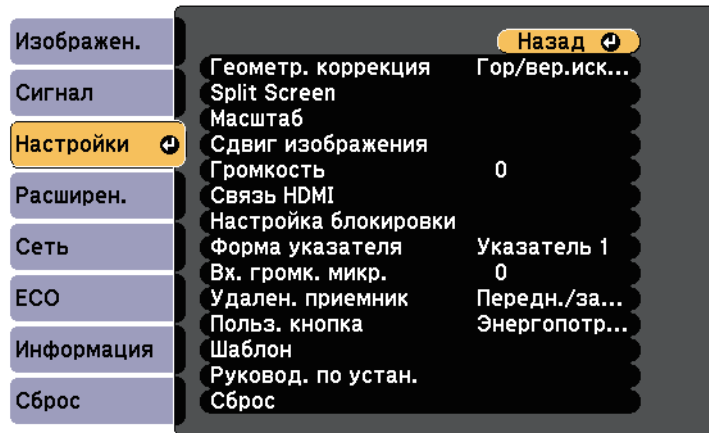 Изображен.
Сигнал
Настройки
Расширен.
Сеть
ECO
Информация
Сброс
Назад
Геометр. коррекция Гор/вер.иск...
Split Screen
Масштаб
Сдвиг изображения
Громкость 0
Связь HDMI
Настройка блокировки
Форма указателя Указатель 1
Вх. громк. микр. 0
Удален. приемник Передн./за...
Польз. кнопка Энергопотр...
Шаблон
Руковод. по устан.
Сброс